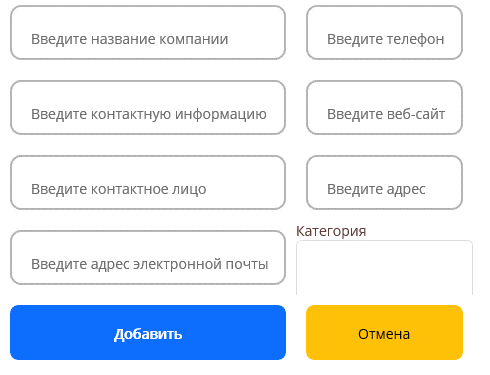 Введите название компании
Введите телефон
Введите контактную информацию
Введите веб-сайт
Введите контактное лицо
Введите адрес
Введите адрес электронной почты
Категория
Добавить
Отмена